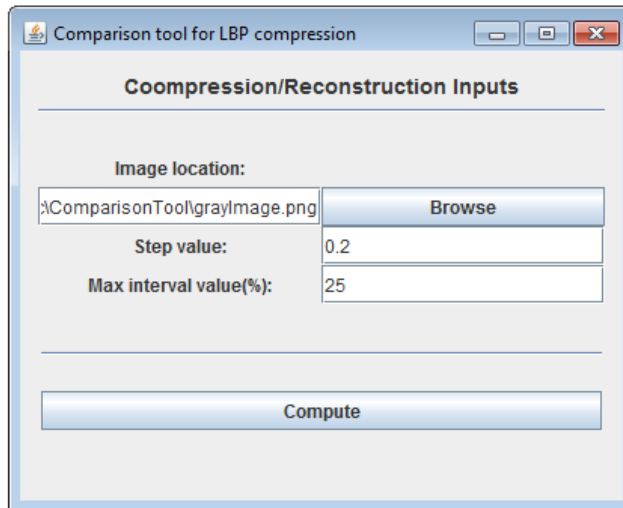 Comparison tool for LBP compression
Coompression/Reconstruction Inputs
Image location:
:\ComparisonTool\grayImage.png Browse
Step value: 0.2
Max interval value(%): 25
Compute